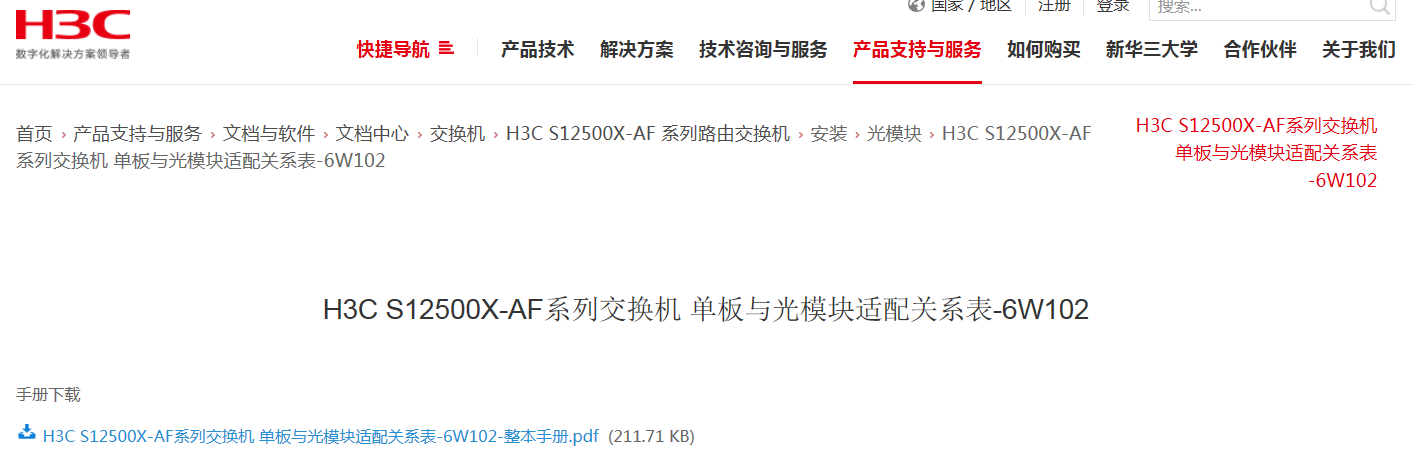 国家 / 地区 注册 登录 搜索...
H3C
数字化解决方案领导者
快捷导航 产品技术 解决方案 技术咨询与服务 产品支持与服务 如何购买 新华三大学 合作伙伴 关于我们
首页 › 产品支持与服务 › 文档与软件 › 文档中心 › 交换机 › H3C S12500X-AF 系列路由交换机 › 安装 › 光模块 › H3C S12500X-AF
系列交换机 单板与光模块适配关系表-6W102
H3C S12500X-AF系列交换机
单板与光模块适配关系表
-6W102
H3C S12500X-AF系列交换机 单板与光模块适配关系表-6W102
手册下载
H3C S12500X-AF系列交换机 单板与光模块适配关系表-6W102-整本手册.pdf (211.71 KB)